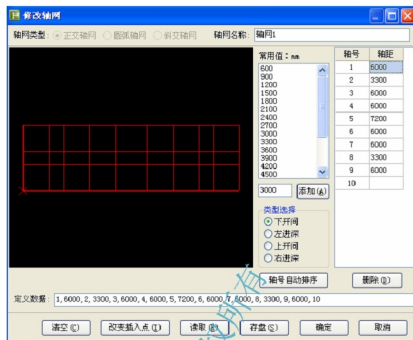 修改轴网
轴网类型: 正交轴网 圆弧轴网 斜交轴网 轴网名称: 轴网1
常用值: mm
600
900
1200
1500
1800
2100
2400
2700
3000
3300
3600
3900
4200
4500
3000 添加(A)
类型选择
下开间
左进深
上开间
右进深
轴号 轴距
1 6000
2 3300
3 6000
4 6000
5 7200
6 6000
7 6000
8 3300
9 6000
10
轴号自动排序 删除(D)
定义数据: 1,6000,2,3300,3,6000,4,6000,5,7200,6,6000,7,6000,8,3300,9,6000,10
清空(C) 改变插入点(I) 读取(R) 存盘(S) 确定 取消